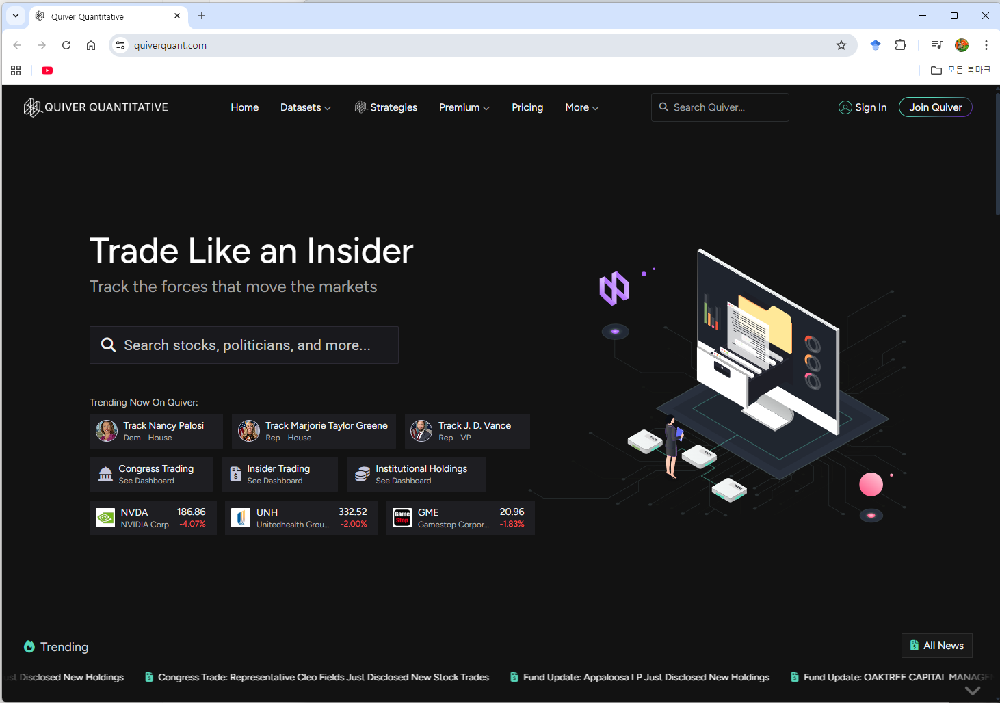 Quiver Quantitative
quiverquant.com
모든 북마크
QUIVER QUANTITATIVE
Home
Datasets
Strategies
Premium
Pricing
More
Search Quiver...
Sign In
Join Quiver
Trade Like an Insider
Track the forces that move the markets
Search stocks, politicians, and more...
Trending Now On Quiver:
Track Nancy Pelosi
Dem - House
Track Marjorie Taylor Greene
Rep - House
Track J. D. Vance
Rep - VP
Congress Trading
See Dashboard
Insider Trading
See Dashboard
Institutional Holdings
See Dashboard
NVDA 186.86
NVIDIA Corp -4.07%
UNH 332.52
Unitedhealth Grou... -2.00%
Game Stop
GME 20.96
Gamestop Corpor... -1.83%
Trending
All News
ust Disclosed New Holdings
Congress Trade: Representative Cleo Fields Just Disclosed New Stock Trades
Fund Update: Appaloosa LP Just Disclosed New Holdings
Fund Update: OAKTREE CAPITAL MANAGE